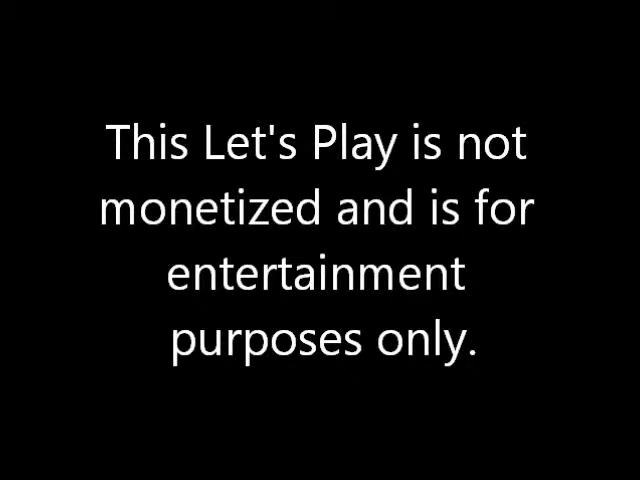 This Let's Play is not
monetized and is for
entertainment
purposes only.